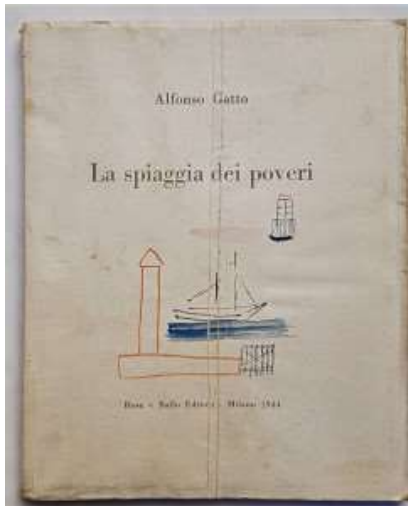 Alfonso Gatto
La spiaggia dei poveri
Rosa e Ballo Editori - Milano 1944